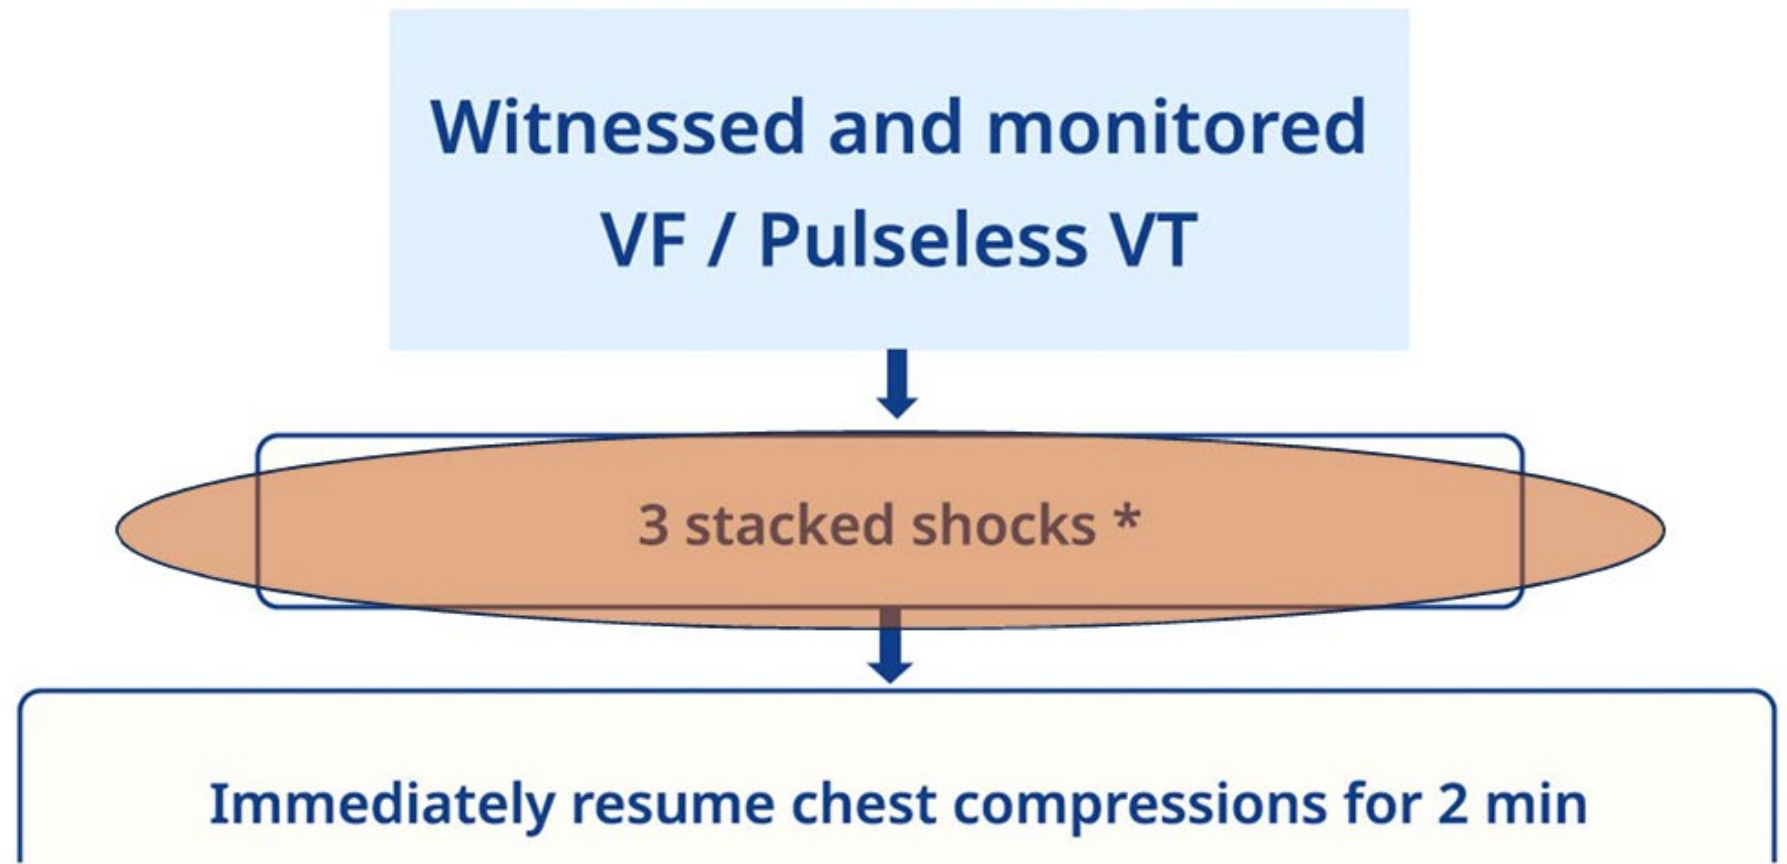 Witnessed and monitored
VF / Pulseless VT
3 stacked shocks *
Immediately resume chest compressions for 2 min